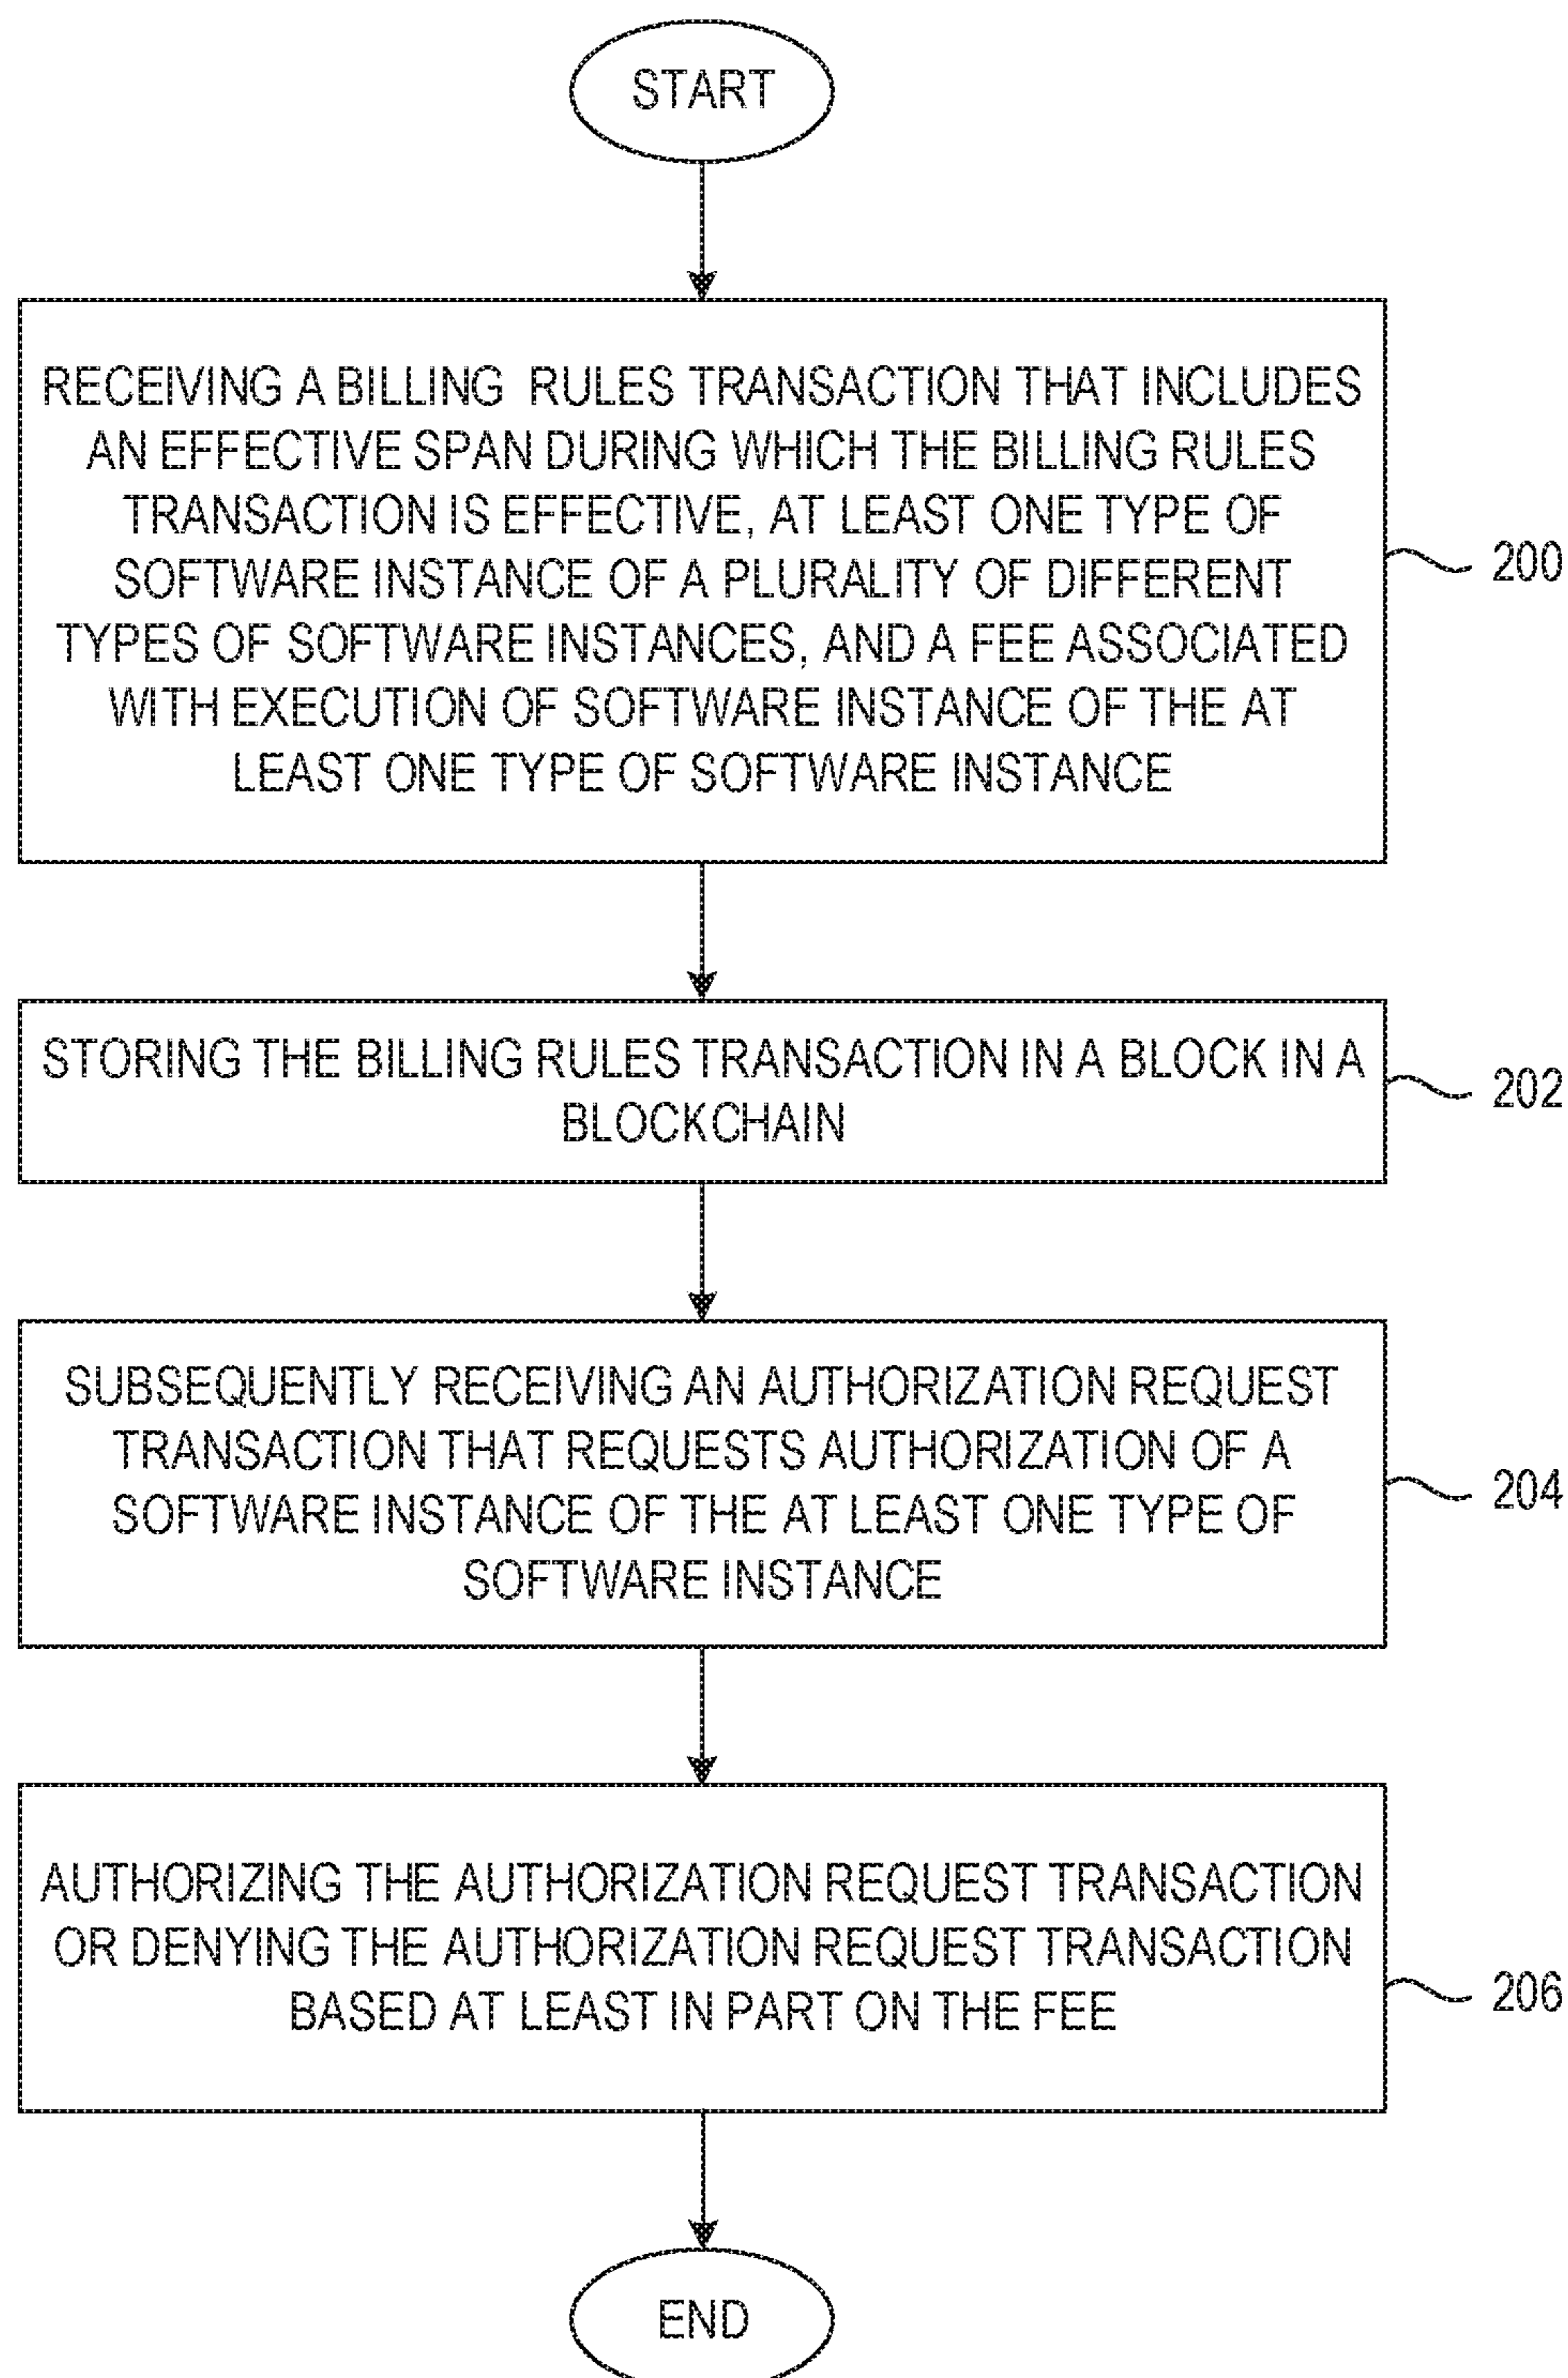 START
RECEIVING A BILLING RULES TRANSACTION THAT INCLUDES
AN EFFECTIVE SPAN DURING WHICH THE BILLING RULES
TRANSACTION IS EFFECTIVE, AT LEAST ONE TYPE OF
SOFTWARE INSTANCE OF A PLURALITY OF DIFFERENT
TYPES OF SOFTWARE INSTANCES, AND A FEE ASSOCIATED
WITH EXECUTION OF SOFTWARE INSTANCE OF THE AT
LEAST ONE TYPE OF SOFTWARE INSTANCE
200
STORING THE BILLING RULES TRANSACTION IN A BLOCK IN A
BLOCKCHAIN
202
SUBSEQUENTLY RECEIVING AN AUTHORIZATION REQUEST
TRANSACTION THAT REQUESTS AUTHORIZATION OF A
SOFTWARE INSTANCE OF THE AT LEAST ONE TYPE OF
SOFTWARE INSTANCE
204
AUTHORIZING THE AUTHORIZATION REQUEST TRANSACTION
OR DENYING THE AUTHORIZATION REQUEST TRANSACTION
BASED AT LEAST IN PART ON THE FEE
206
END